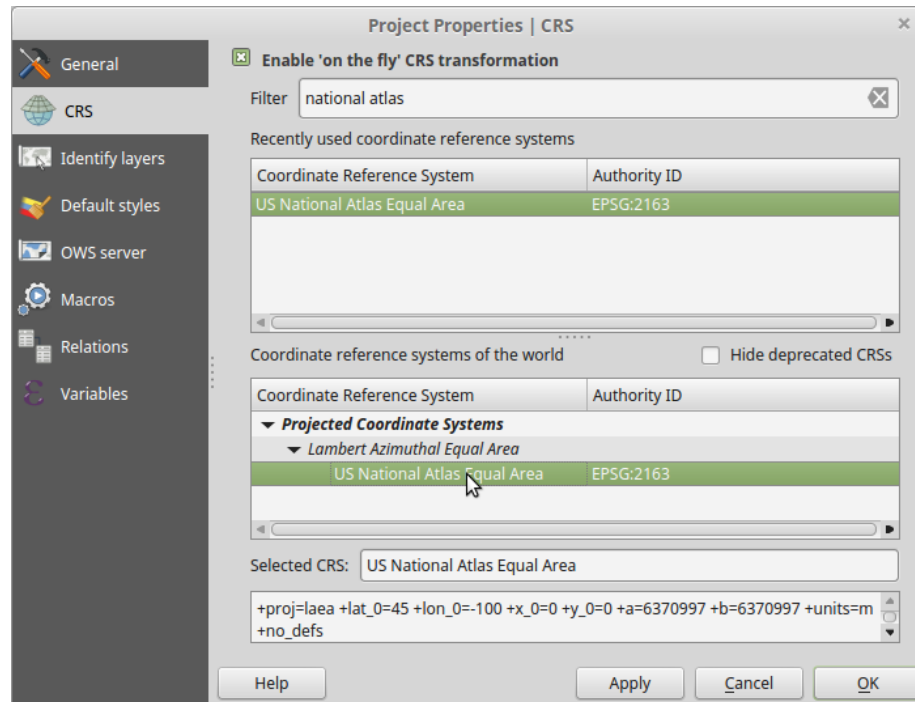 Project Properties | CRS
General
CRS
Identify layers
Default styles
OWS server
Macros
Relations
Variables
Enable 'on the fly' CRS transformation
Filter national atlas
Recently used coordinate reference systems
Coordinate Reference System Authority ID
US National Atlas Equal Area EPSG:2163
Coordinate reference systems of the world Hide deprecated CRSs
Coordinate Reference System Authority ID
Projected Coordinate Systems
Lambert Azimuthal Equal Area
US National Atlas Equal Area EPSG:2163
Selected CRS: US National Atlas Equal Area
+proj=laea +lat_0=45 +lon_0=-100 +x_0=0 +y_0=0 +a=6370997 +b=6370997 +units=m
+no_defs
Help Apply Cancel OK